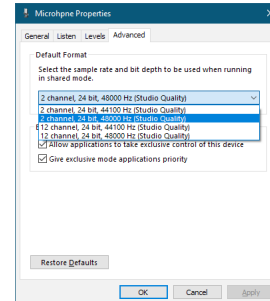 Microhpne Properties
General Listen Levels Advanced
Default Format
Select the sample rate and bit depth to be used when running
in shared mode.
2 channel, 24 bit, 48000 Hz (Studio Quality)
2 channel, 24 bit, 44100 Hz (Studio Quality)
2 channel, 24 bit, 48000 Hz (Studio Quality)
12 channel, 24 bit, 44100 Hz (Studio Quality)
12 channel, 24 bit, 48000 Hz (Studio Quality)
Allow applications to take exclusive control of this device
Give exclusive mode applications priority
Restore Defaults
OK Cancel Apply